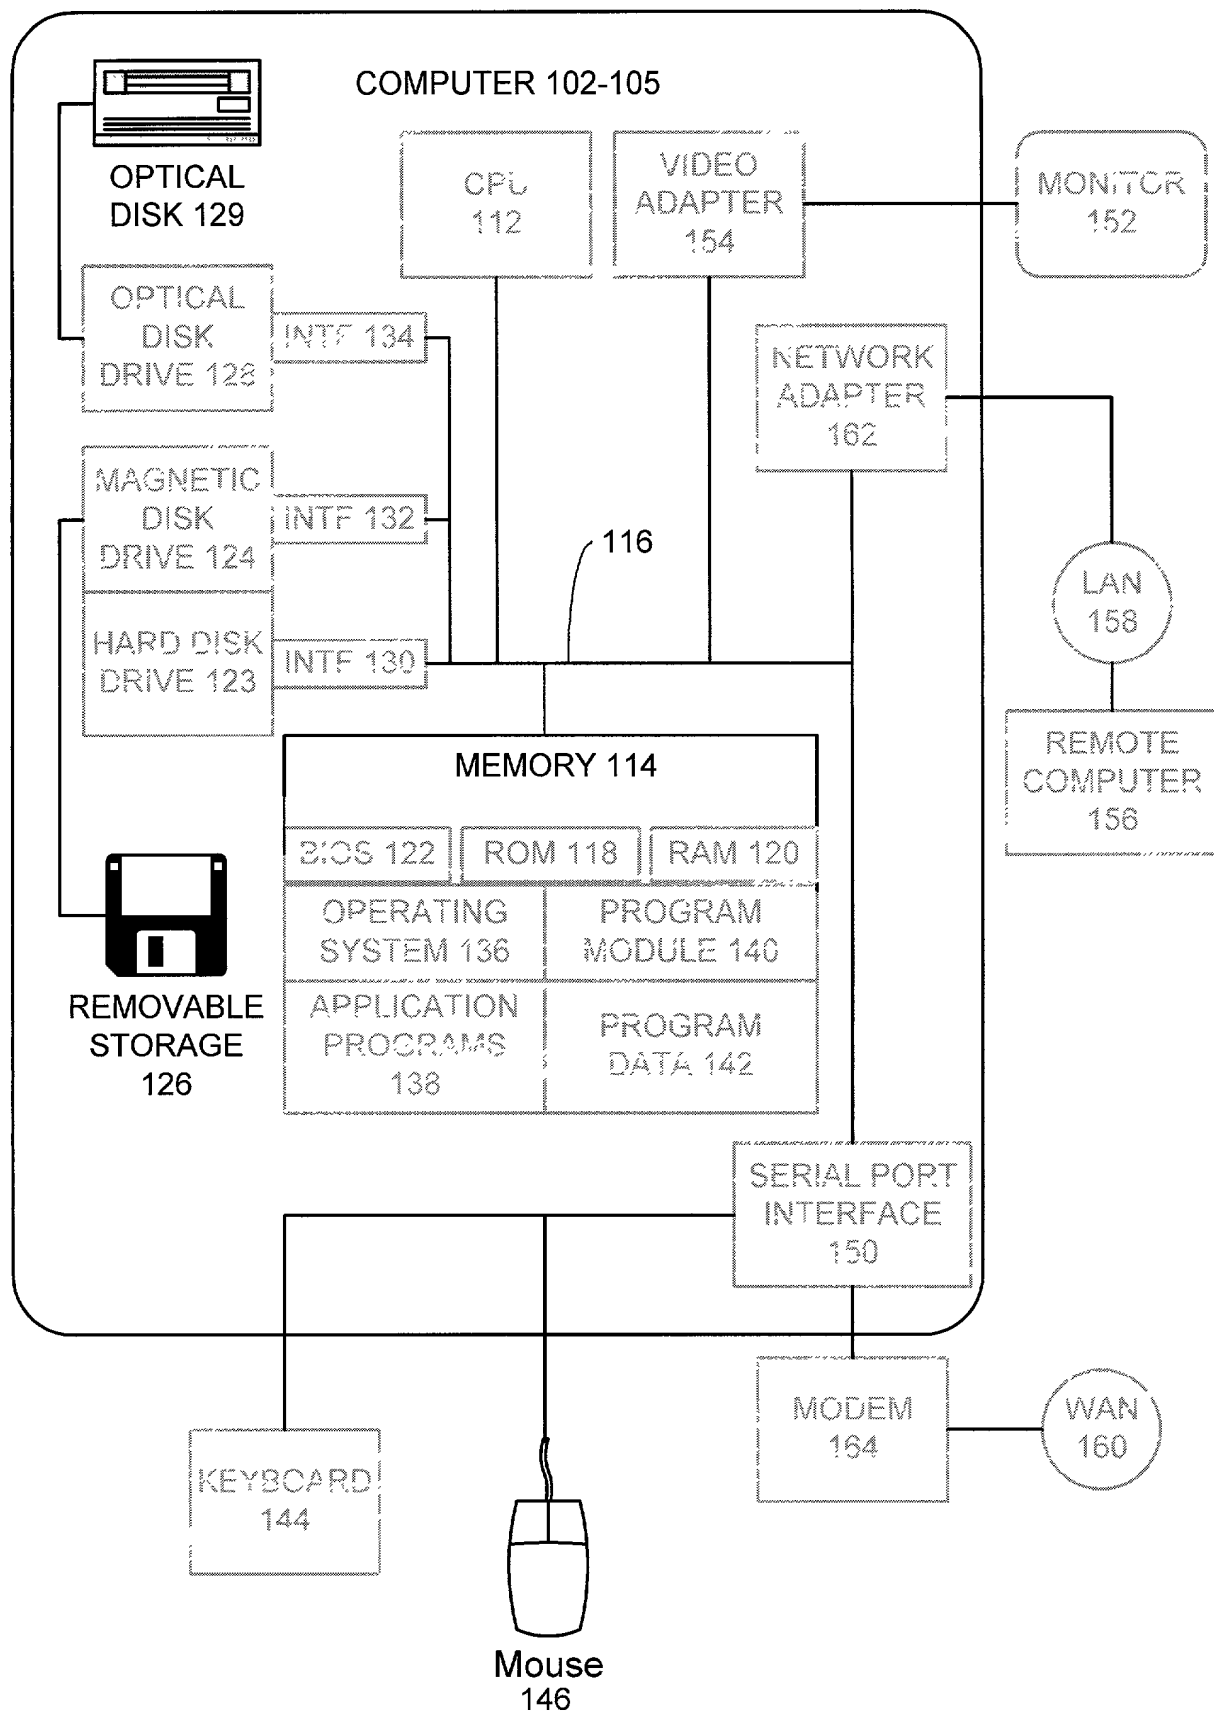 COMPUTER 102-105
OPTICAL
DISK 129
CPU
112
VIDEO
ADAPTER
154
MONITOR
152
OPTICAL
DISK
DRIVE 128
INTF 134
NETWORK
ADAPTER
162
MAGNETIC
DISK
DRIVE 124
INTF 132
116
LAN
158
HARD DISK
DRIVE 123
INTF 130
REMOTE
COMPUTER
156
MEMORY 114
BIOS 122
ROM 118
RAM 120
OPERATING
SYSTEM 136
PROGRAM
MODULE 140
REMOVABLE
STORAGE
126
APPLICATION
PROGRAMS
138
PROGRAM
DATA 142
SERIAL PORT
INTERFACE
150
MODEM
164
WAN
160
KEYBOARD
144
Mouse
146